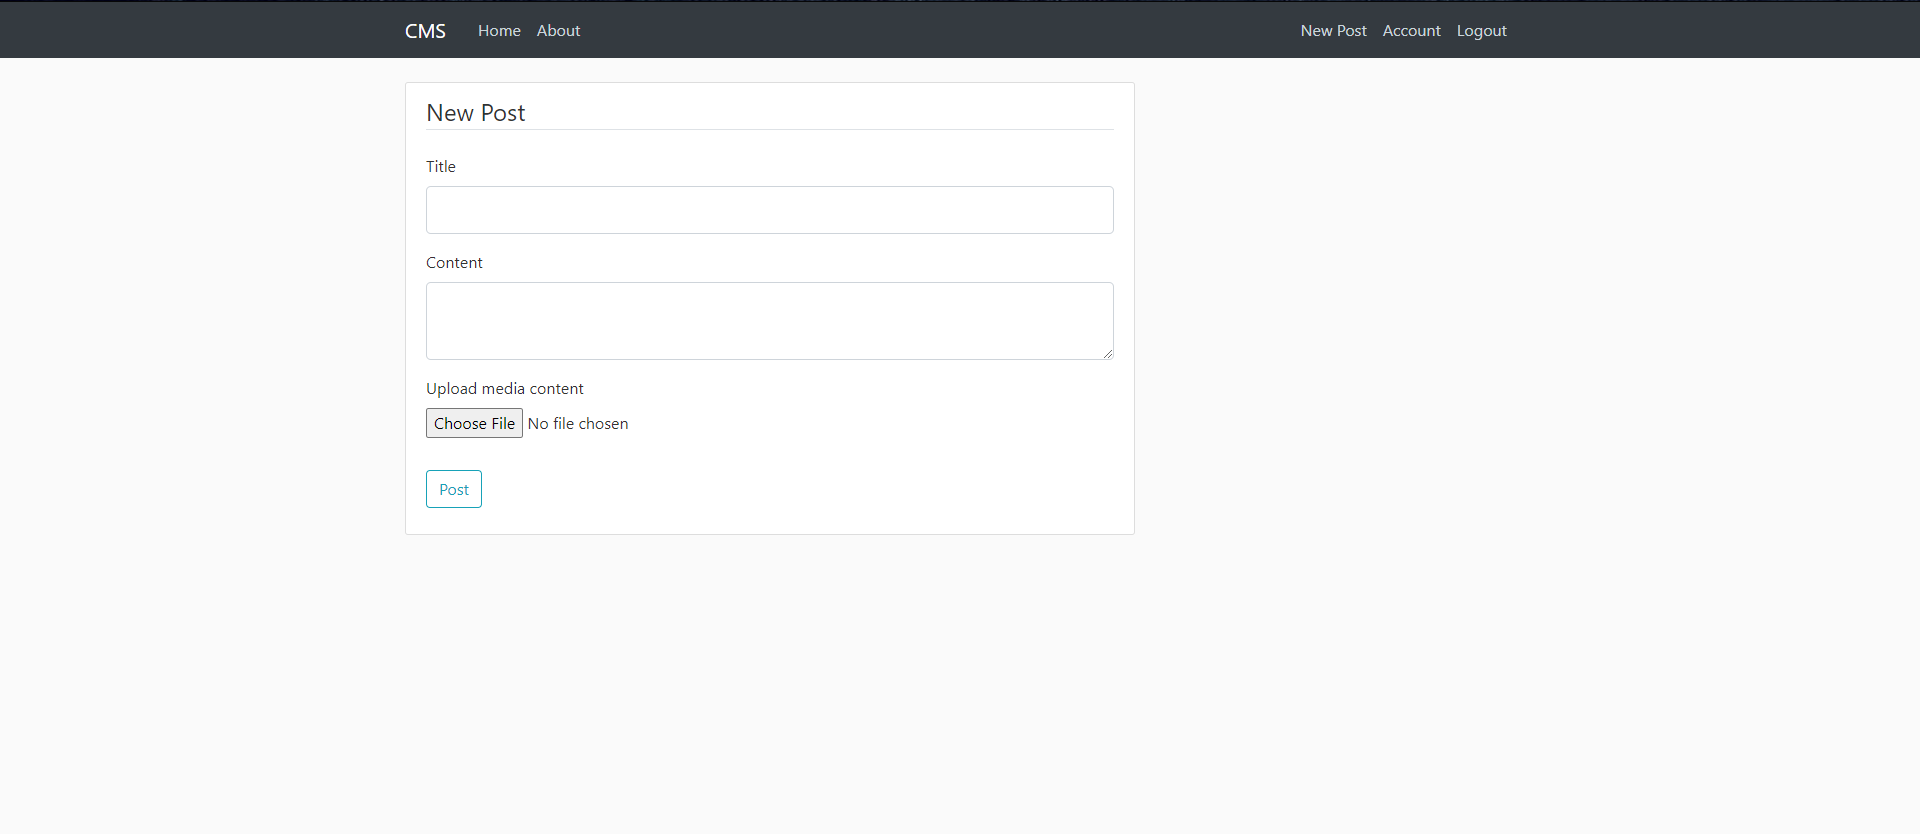 CMS Home About New Post Account Logout
New Post
Title
Content
Upload media content
Choose File No file chosen
Post